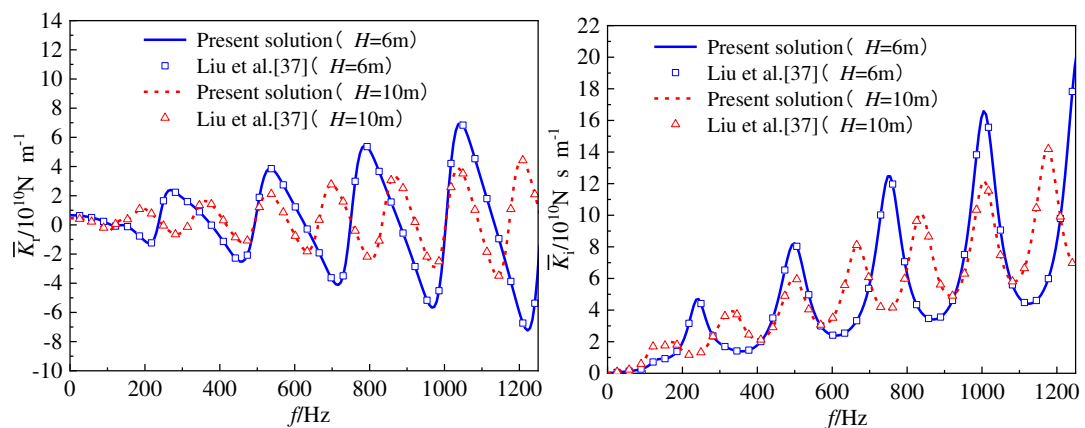 14
12
10
8
6
4
2
0
-2
-4
-6
-8
-10
K̄ᵣ/10¹⁰N m⁻¹
Present solution( H=6m)
Liu et al.[37]( H=6m)
Present solution( H=10m)
Liu et al.[37]( H=10m)
0 200 400 600 800 1000 1200
f/Hz
22
20
18
16
14
12
10
8
6
4
2
0
K̄ᵢ/10¹⁰N s m⁻¹
Present solution( H=6m)
Liu et al.[37]( H=6m)
Present solution( H=10m)
Liu et al.[37]( H=10m)
0 200 400 600 800 1000 1200
f/Hz